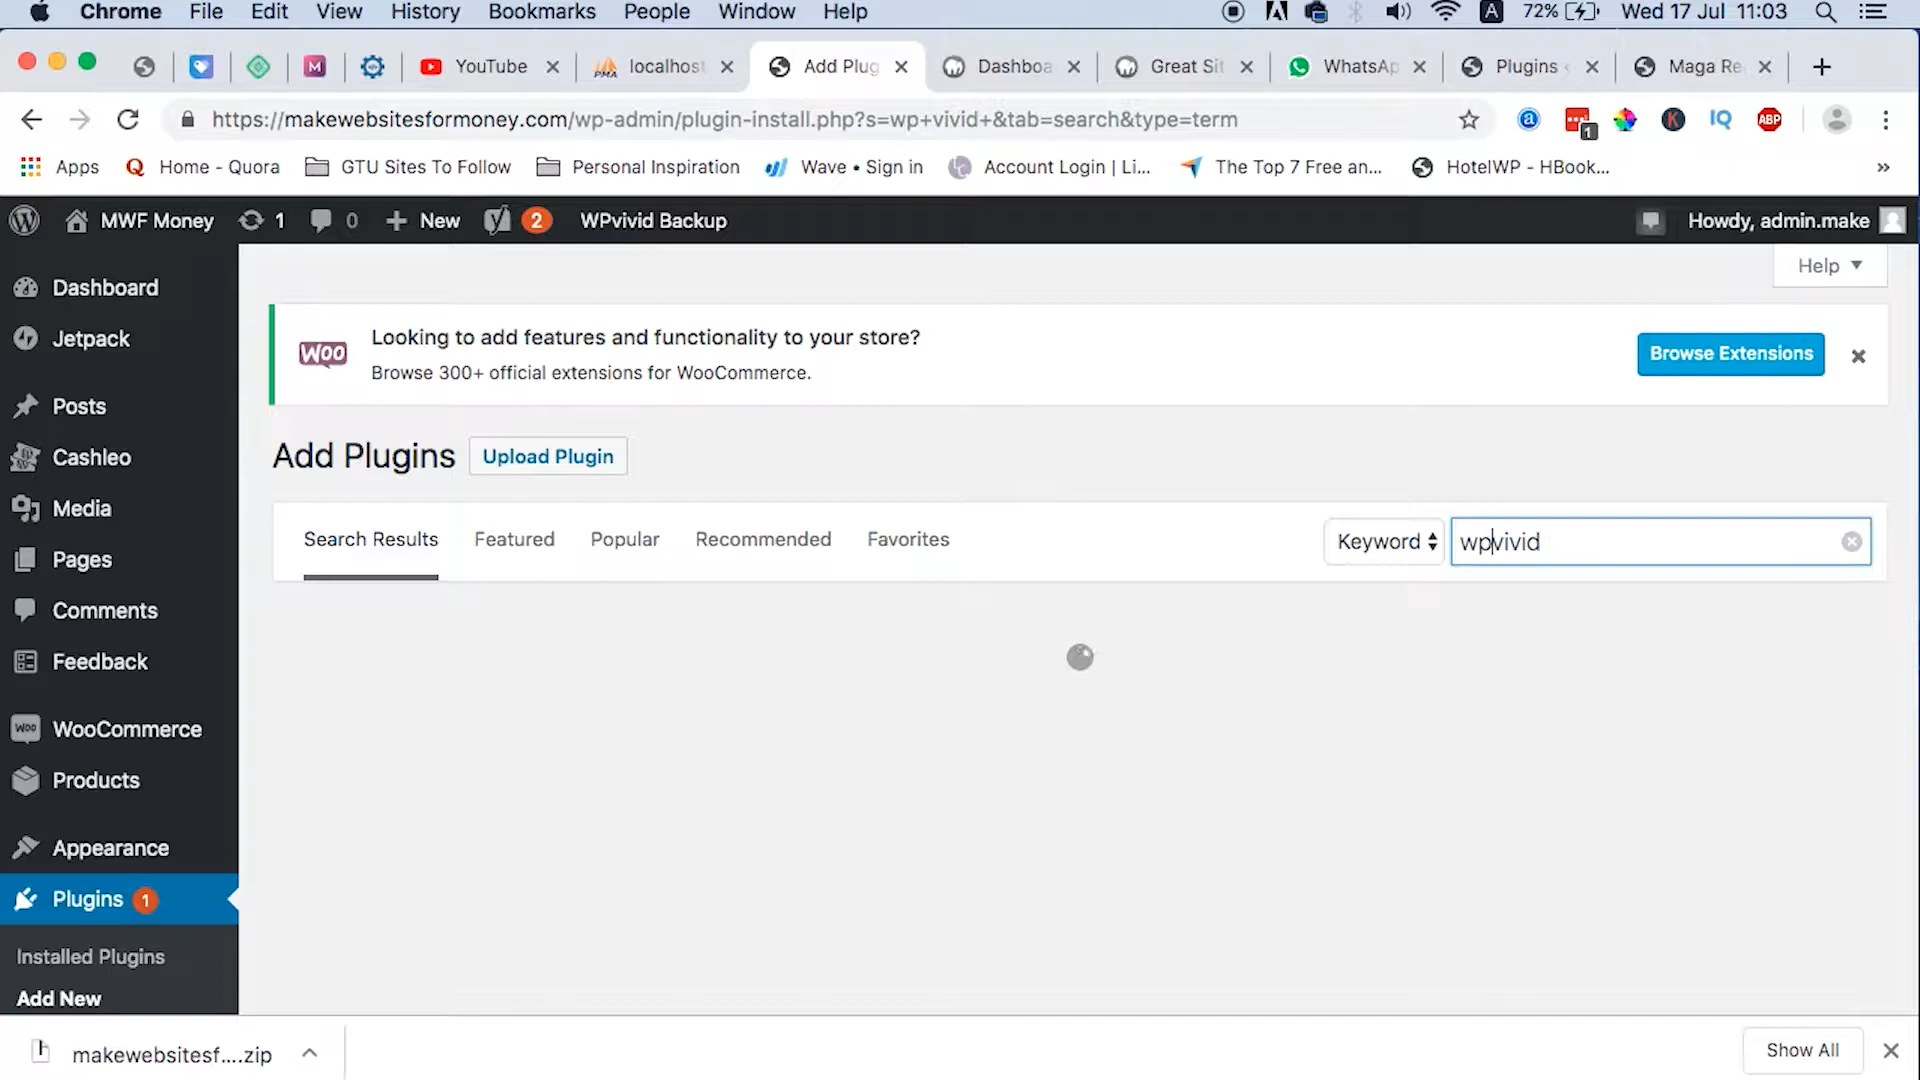 Chrome File Edit View History Bookmarks People Window Help 72% Wed 17 Jul 11:03
YouTube localhost Add Plug Dashboa Great Sit WhatsAp Plugins Maga Re
https://makewebsitesformoney.com/wp-admin/plugin-install.php?s=wp+vivid+&tab=search&type=term
Apps Home - Quora GTU Sites To Follow Personal Inspiration Wave • Sign in Account Login | Li... The Top 7 Free an... HotelWP - HBook... »
MWF Money 1 0 New 2 WPvivid Backup Howdy, admin.make
Help
Dashboard
Jetpack
Posts
Cashleo
Media
Pages
Comments
Feedback
WooCommerce
Products
Appearance
Plugins 1
Installed Plugins
Add New
WOO
Looking to add features and functionality to your store?
Browse 300+ official extensions for WooCommerce.
Browse Extensions
Add Plugins Upload Plugin
Search Results Featured Popular Recommended Favorites Keyword wpvivid
makewebsitesf....zip Show All